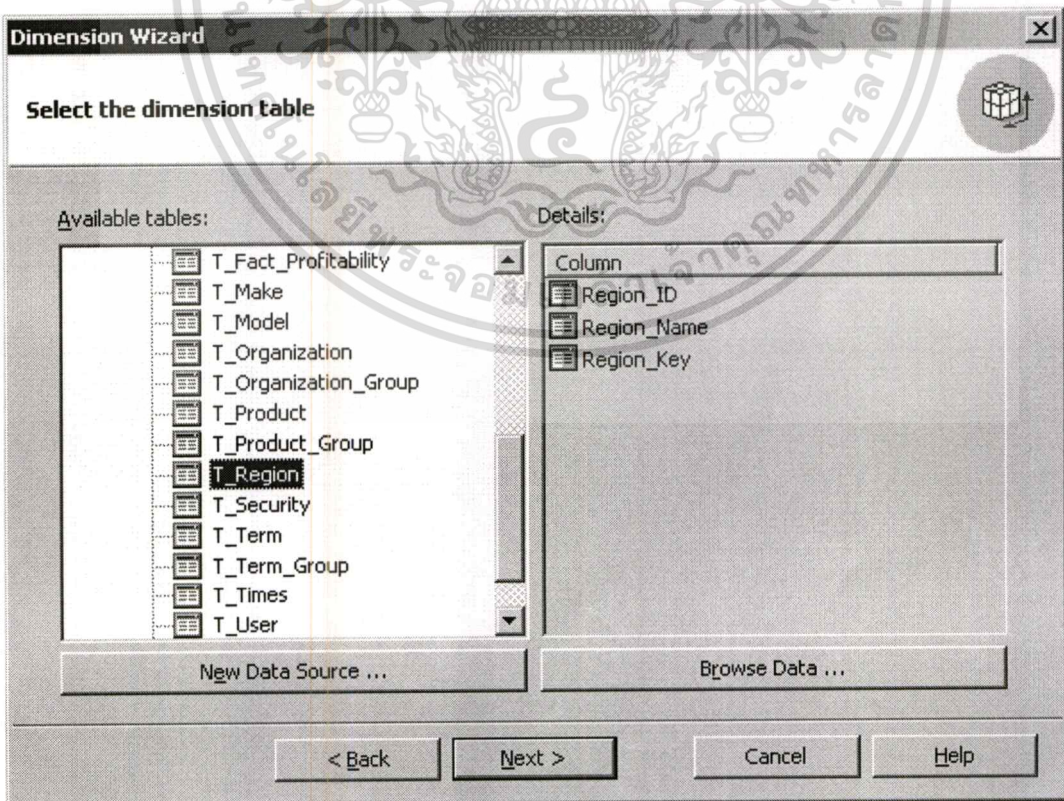 Dimension Wizard
Select the dimension table
Available tables:
T_Fact_Profitability
T_Make
T_Model
T_Organization
T_Organization_Group
T_Product
T_Product_Group
T_Region
T_Security
T_Term
T_Term_Group
T_Times
T_User
New Data Source ...
Details:
Column
Region_ID
Region_Name
Region_Key
Browse Data ...
< Back
Next >
Cancel
Help